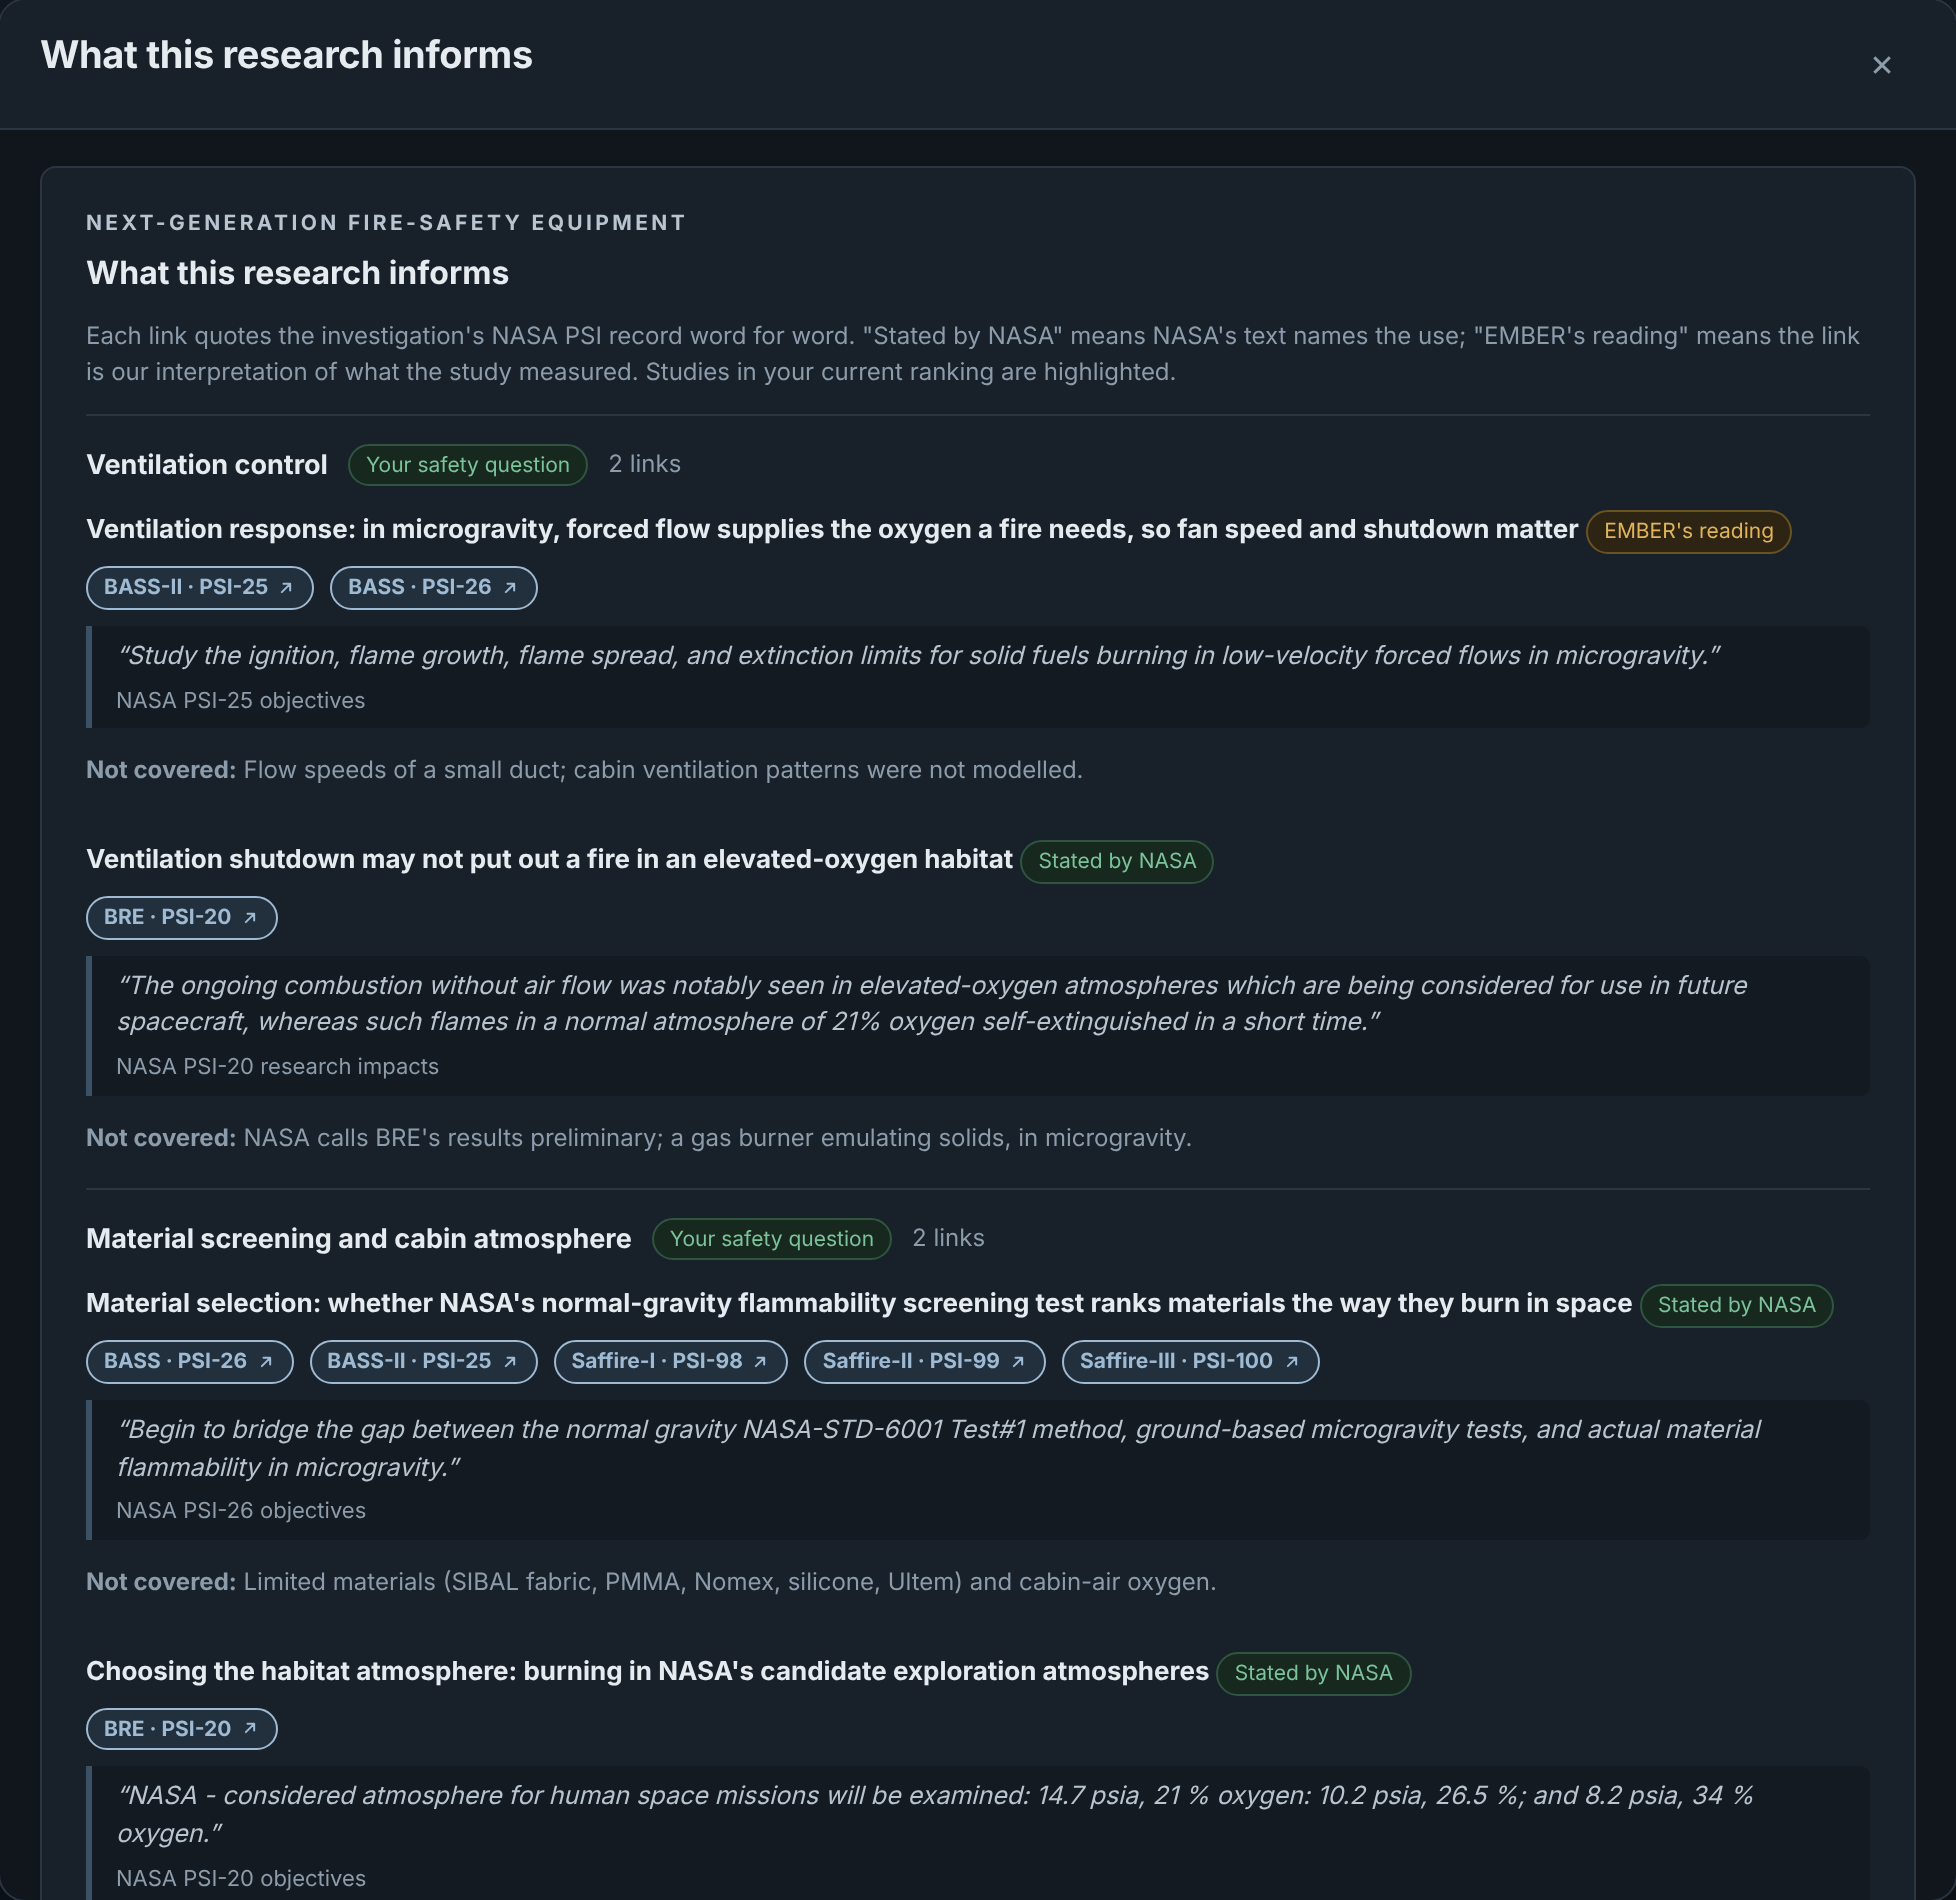 What this research informs
×
NEXT-GENERATION FIRE-SAFETY EQUIPMENT
What this research informs
Each link quotes the investigation's NASA PSI record word for word. "Stated by NASA" means NASA's text names the use; "EMBER's reading" means the link
is our interpretation of what the study measured. Studies in your current ranking are highlighted.
Ventilation control Your safety question 2 links
Ventilation response: in microgravity, forced flow supplies the oxygen a fire needs, so fan speed and shutdown matter EMBER's reading
BASS-II · PSI-25 ↗ BASS · PSI-26 ↗
“Study the ignition, flame growth, flame spread, and extinction limits for solid fuels burning in low-velocity forced flows in microgravity.”
NASA PSI-25 objectives
Not covered: Flow speeds of a small duct; cabin ventilation patterns were not modelled.
Ventilation shutdown may not put out a fire in an elevated-oxygen habitat Stated by NASA
BRE · PSI-20 ↗
“The ongoing combustion without air flow was notably seen in elevated-oxygen atmospheres which are being considered for use in future
spacecraft, whereas such flames in a normal atmosphere of 21% oxygen self-extinguished in a short time.”
NASA PSI-20 research impacts
Not covered: NASA calls BRE's results preliminary; a gas burner emulating solids, in microgravity.
Material screening and cabin atmosphere Your safety question 2 links
Material selection: whether NASA's normal-gravity flammability screening test ranks materials the way they burn in space Stated by NASA
BASS · PSI-26 ↗ BASS-II · PSI-25 ↗ Saffire-I · PSI-98 ↗ Saffire-II · PSI-99 ↗ Saffire-III · PSI-100 ↗
“Begin to bridge the gap between the normal gravity NASA-STD-6001 Test#1 method, ground-based microgravity tests, and actual material
flammability in microgravity.”
NASA PSI-26 objectives
Not covered: Limited materials (SIBAL fabric, PMMA, Nomex, silicone, Ultem) and cabin-air oxygen.
Choosing the habitat atmosphere: burning in NASA's candidate exploration atmospheres Stated by NASA
BRE · PSI-20 ↗
“NASA - considered atmosphere for human space missions will be examined: 14.7 psia, 21 % oxygen: 10.2 psia, 26.5 %; and 8.2 psia, 34 %
oxygen.”
NASA PSI-20 objectives